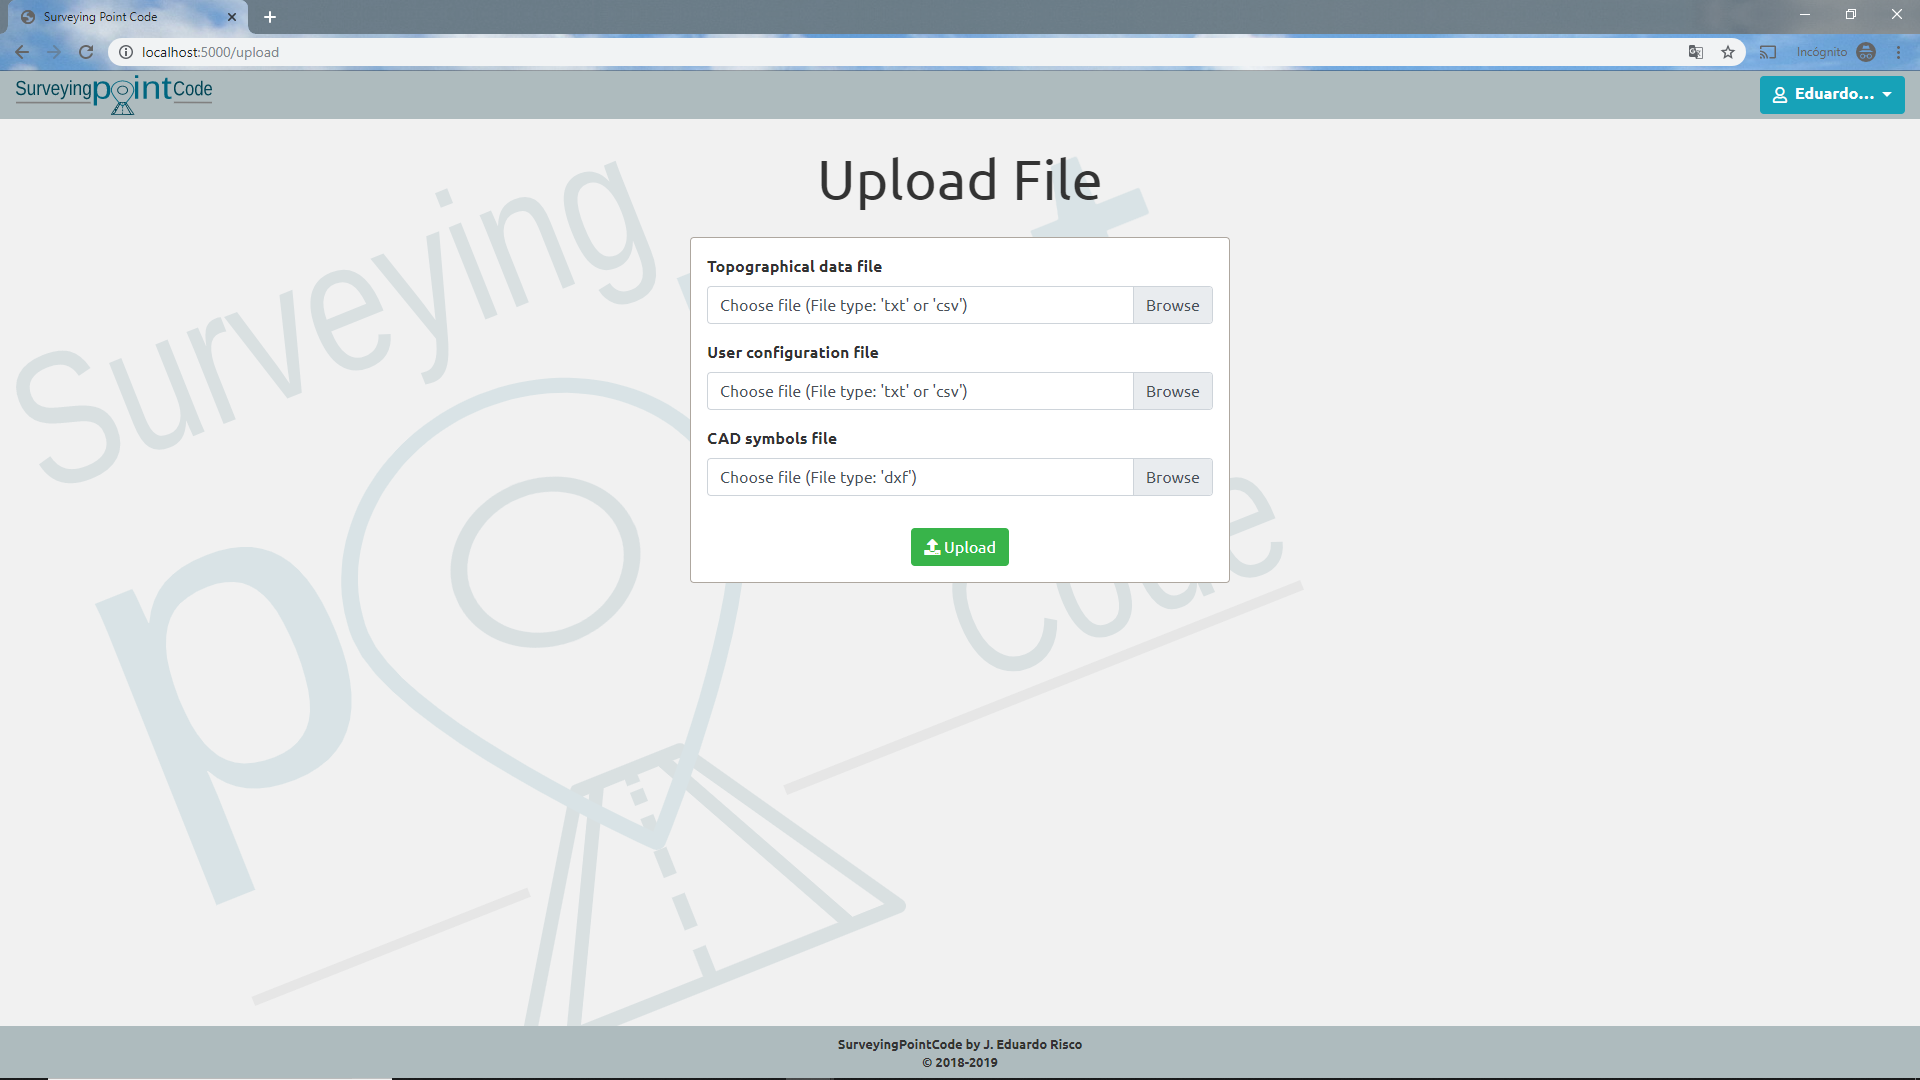 Surveying Point Code
localhost:5000/upload
Incógnito
SurveyingpointCode
Eduardo...
Upload File
Topographical data file
Choose file (File type: 'txt' or 'csv')
Browse
User configuration file
Choose file (File type: 'txt' or 'csv')
Browse
CAD symbols file
Choose file (File type: 'dxf')
Browse
Upload
Surveying
p
t
Code
SurveyingPointCode by J. Eduardo Risco
© 2018-2019